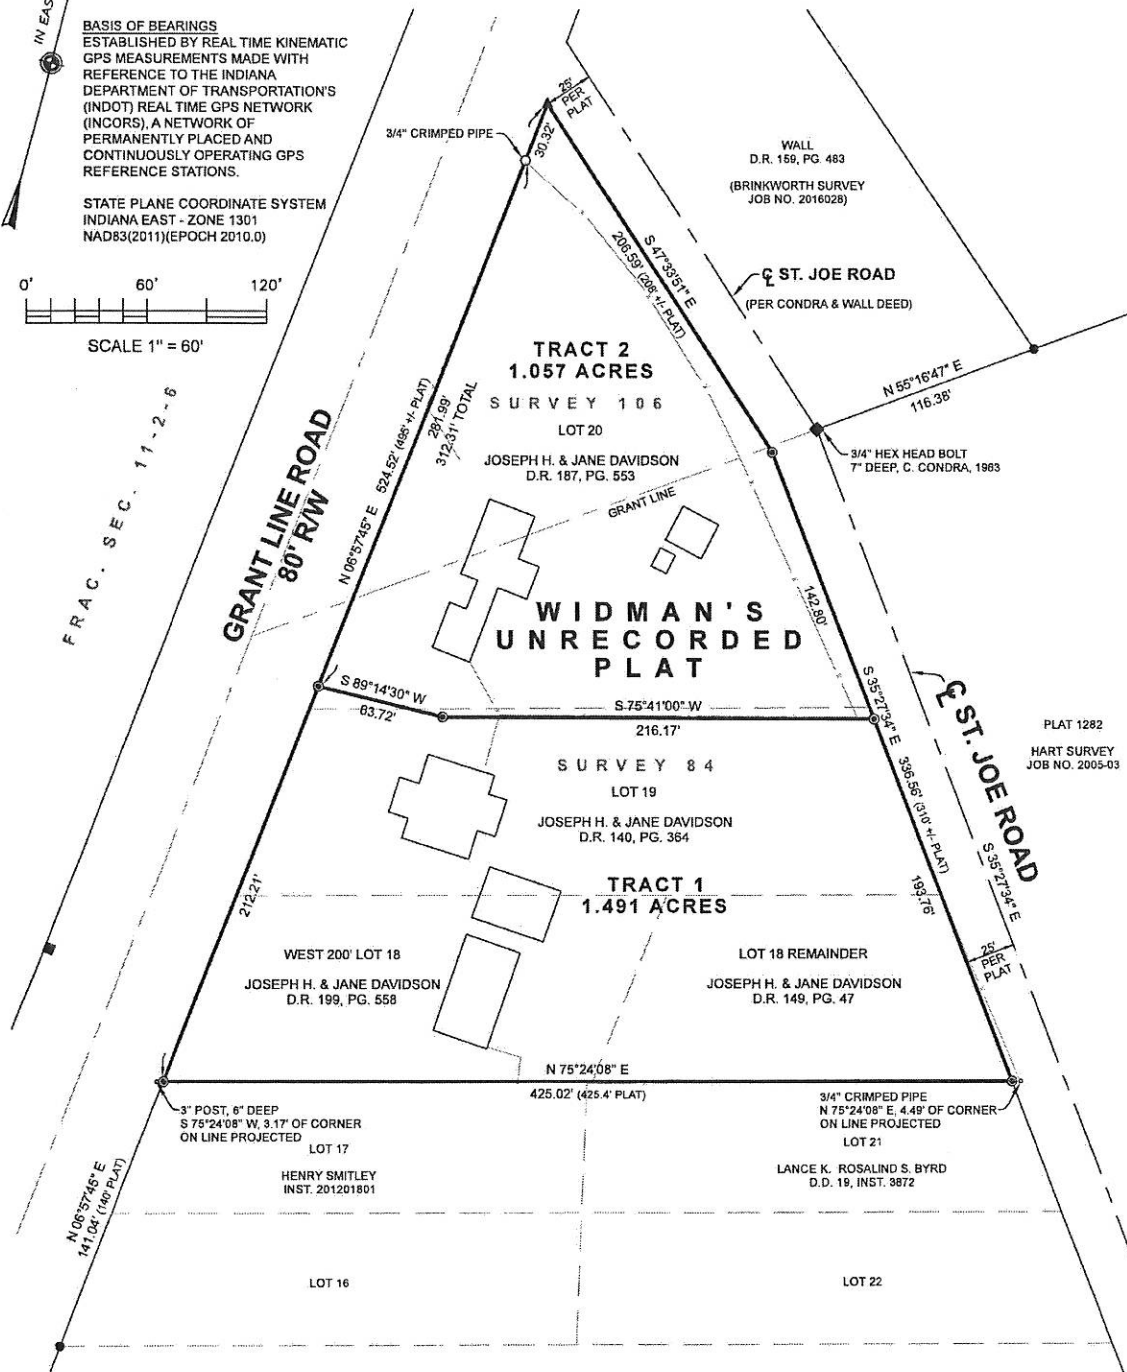 IN EAS
BASIS OF BEARINGS
ESTABLISHED BY REAL TIME KINEMATIC
GPS MEASUREMENTS MADE WITH
REFERENCE TO THE INDIANA
DEPARTMENT OF TRANSPORTATION'S
(INDOT) REAL TIME GPS NETWORK
(INCORS), A NETWORK OF
PERMANENTLY PLACED AND
CONTINUOUSLY OPERATING GPS
REFERENCE STATIONS.
STATE PLANE COORDINATE SYSTEM
INDIANA EAST - ZONE 1301
NAD83(2011)(EPOCH 2010.0)
0' 60' 120'
SCALE 1" = 60'
FRAC. SEC. 11-2-6
GRANT LINE ROAD
80' R/W
3/4" CRIMPED PIPE
30.32'
25'
PER
PLAT
WALL
D.R. 159, PG. 483
(BRINKWORTH SURVEY
JOB NO. 2016028)
S 47°33'51" E
206.59' (208' +/- PLAT)
℄ ST. JOE ROAD
(PER CONDRA & WALL DEED)
N 55°16'47" E
116.38'
3/4" HEX HEAD BOLT
7" DEEP, C. CONDRA, 1963
TRACT 2
1.057 ACRES
SURVEY 106
LOT 20
JOSEPH H. & JANE DAVIDSON
D.R. 187, PG. 553
GRANT LINE
N 06°57'45" E 524.52' (495' +/- PLAT)
281.99'
312.31' TOTAL
WIDMAN'S
UNRECORDED
PLAT
142.80'
S 89°14'30" W
63.72'
S 75°41'00" W
216.17'
S 35°27'34" E 336.56' (310' +/- PLAT)
℄ ST. JOE ROAD
S 35°27'34" E
PLAT 1282
HART SURVEY
JOB NO. 2005-03
SURVEY 84
LOT 19
JOSEPH H. & JANE DAVIDSON
D.R. 140, PG. 364
TRACT 1
1.491 ACRES
212.21'
193.76'
25'
PER
PLAT
WEST 200' LOT 18
JOSEPH H. & JANE DAVIDSON
D.R. 199, PG. 558
LOT 18 REMAINDER
JOSEPH H. & JANE DAVIDSON
D.R. 149, PG. 47
N 75°24'08" E
425.02' (425.4' PLAT)
3" POST, 6" DEEP
S 75°24'08" W, 3.17' OF CORNER
ON LINE PROJECTED
3/4" CRIMPED PIPE
N 75°24'08" E, 4.49' OF CORNER
ON LINE PROJECTED
LOT 17
HENRY SMITLEY
INST. 201201801
LOT 21
LANCE K. ROSALIND S. BYRD
D.D. 19, INST. 3872
N 06°57'45" E
141.04' (140' PLAT)
LOT 16
LOT 22